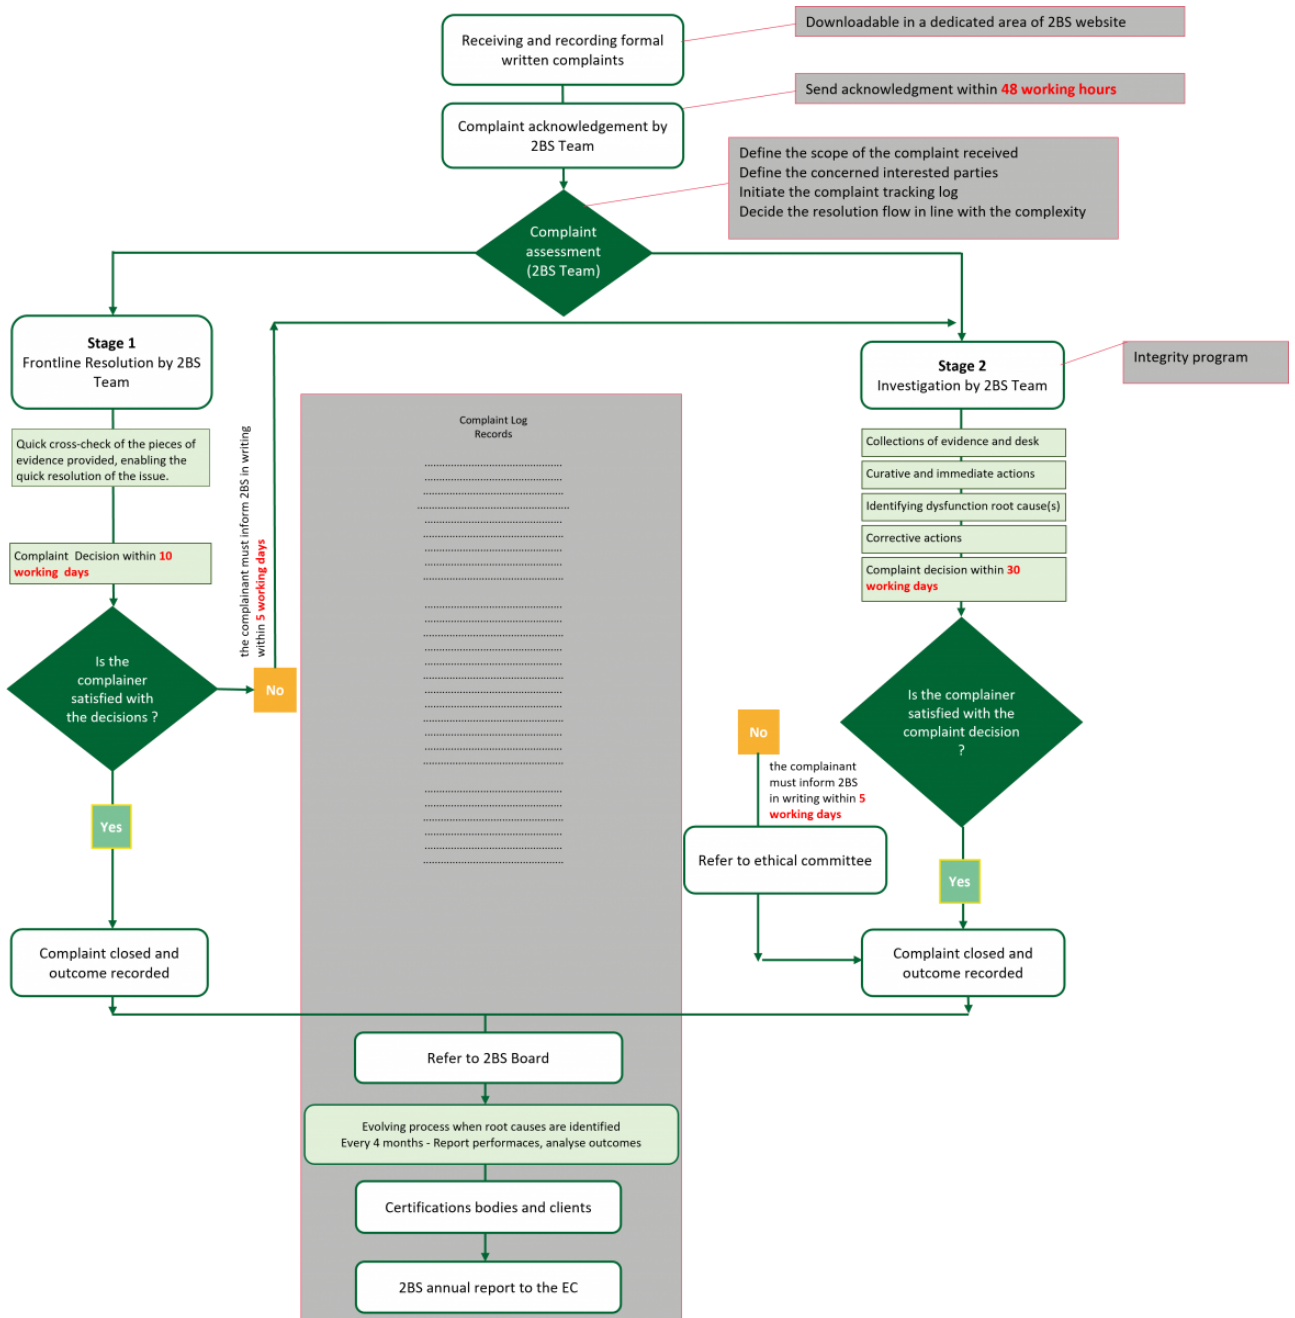 Receiving and recording formal
written complaints
Downloadable in a dedicated area of 2BS website
Send acknowledgment within 48 working hours
Complaint acknowledgement by
2BS Team
Define the scope of the complaint received
Define the concerned interested parties
Initiate the complaint tracking log
Decide the resolution flow in line with the complexity
Complaint
assessment
(2BS Team)
Stage 1
Frontline Resolution by 2BS
Team
Stage 2
Investigation by 2BS Team
Integrity program
Quick cross-check of the pieces of
evidence provided, enabling the
quick resolution of the issue.
Complaint Decision within 10
working days
the complainant must inform 2BS in writing
within 5 working days
Complaint Log
Records
Collections of evidence and desk
Curative and immediate actions
Identifying dysfunction root cause(s)
Corrective actions
Complaint decision within 30
working days
Is the
complainer
satisfied with
the decisions ?
No
Is the complainer
satisfied with the
complaint decision
?
No
the complainant
must inform 2BS
in writing within 5
working days
Yes
Refer to ethical committee
Yes
Complaint closed and
outcome recorded
Complaint closed and
outcome recorded
Refer to 2BS Board
Evolving process when root causes are identified
Every 4 months - Report performaces, analyse outcomes
Certifications bodies and clients
2BS annual report to the EC